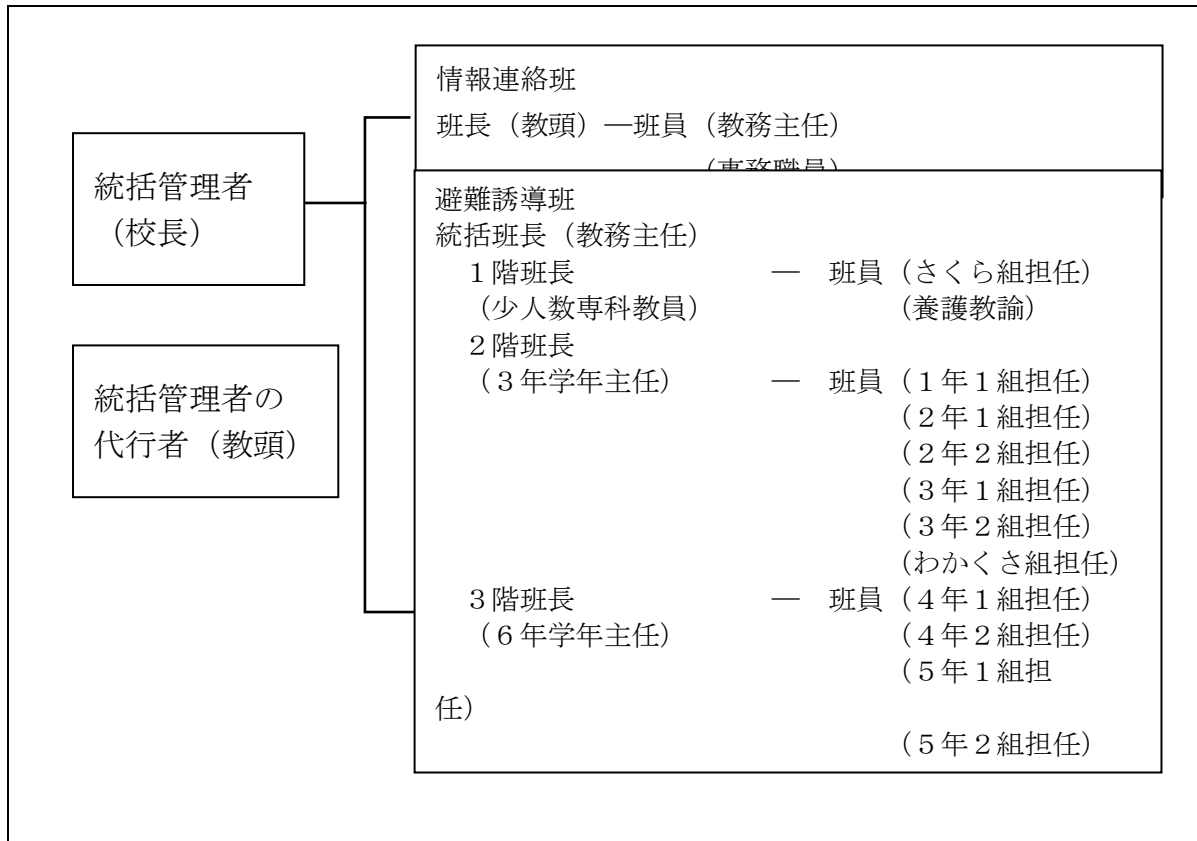 統括管理者
（校長）
統括管理者の
代行者（教頭）
情報連絡班
班長（教頭）―班員（教務主任）
（事務職員）
避難誘導班
統括班長（教務主任）
１階班長 ― 班員（さくら組担任）
（少人数専科教員） （養護教諭）
２階班長
（３年学年主任） ― 班員（１年１組担任）
（２年１組担任）
（２年２組担任）
（３年１組担任）
（３年２組担任）
（わかくさ組担任）
３階班長 ― 班員（４年１組担任）
（６年学年主任） （４年２組担任）
（５年１組担
任）
（５年２組担任）